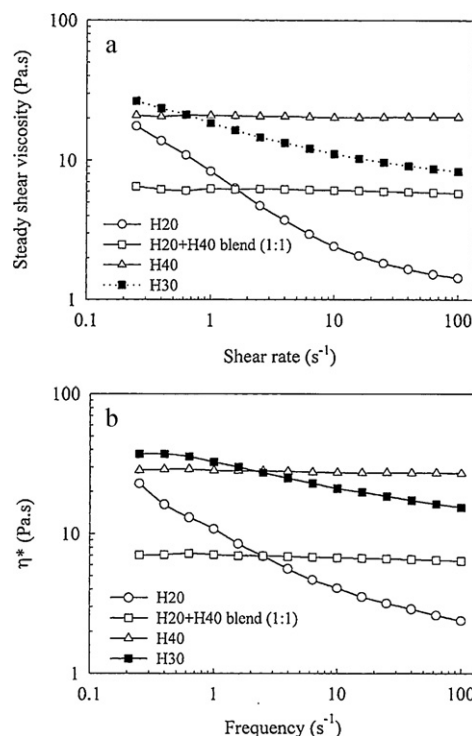 a
Steady shear viscosity (Pa.s)
100
10
1
H20
H20+H40 blend (1:1)
H40
H30
0.1 1 10 100
Shear rate (s⁻¹)
b
η* (Pa.s)
100
10
1
H20
H20+H40 blend (1:1)
H40
H30
0.1 1 10 100
Frequency (s⁻¹)